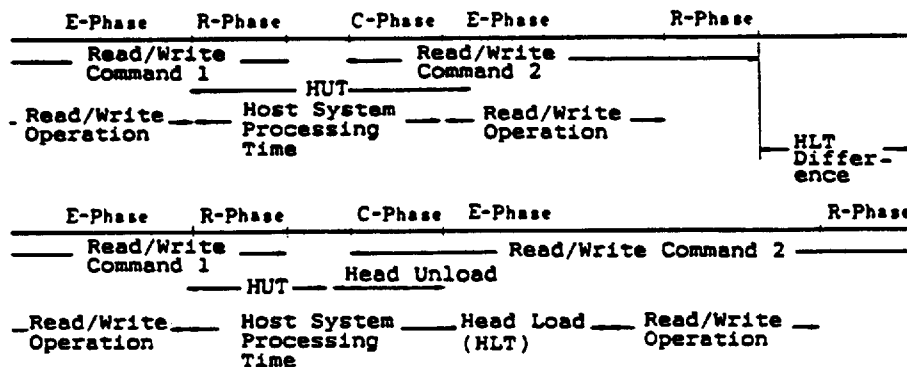 E-Phase R-Phase C-Phase E-Phase R-Phase
Read/Write Command 1
Read/Write Command 2
HUT
Read/Write Operation
Host System Processing Time
Read/Write Operation
HLT Differ-ence
E-Phase R-Phase C-Phase E-Phase R-Phase
Read/Write Command 1
Read/Write Command 2
HUT
Head Unload
Read/Write Operation
Host System Processing Time
Head Load (HLT)
Read/Write Operation